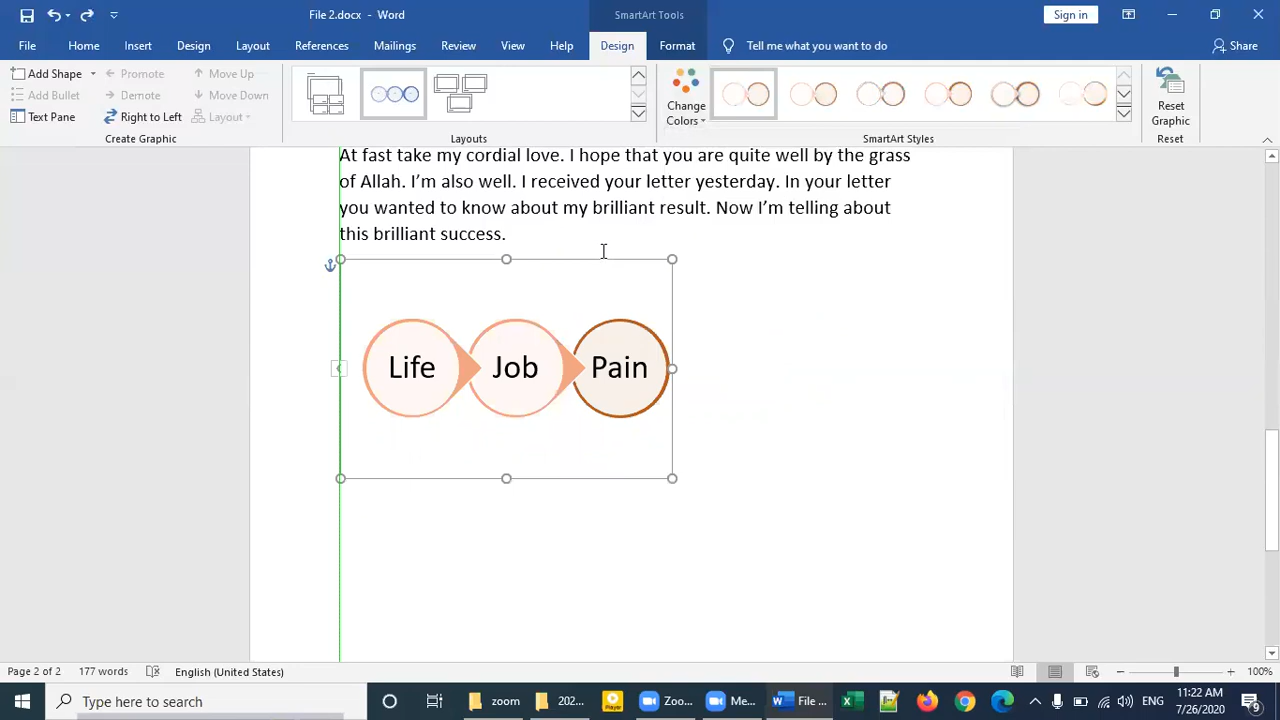 File 2.docx - Word
SmartArt Tools
Sign in
File
Home
Insert
Design
Layout
References
Mailings
Review
View
Help
Design
Format
Tell me what you want to do
Share
Add Shape
Promote
Move Up
Add Bullet
Demote
Move Down
Text Pane
Right to Left
Layout
Change
Colors
Reset
Graphic
Create Graphic
Layouts
SmartArt Styles
Reset
At fast take my cordial love. I hope that you are quite well by the grass
of Allah. I’m also well. I received your letter yesterday. In your letter
you wanted to know about my brilliant result. Now I’m telling about
this brilliant success.
Life
Job
Pain
Page 2 of 2
177 words
English (United States)
100%
Type here to search
zoom
202...
Player
Zoo...
Me...
File ...
ENG
11:22 AM
7/26/2020
9